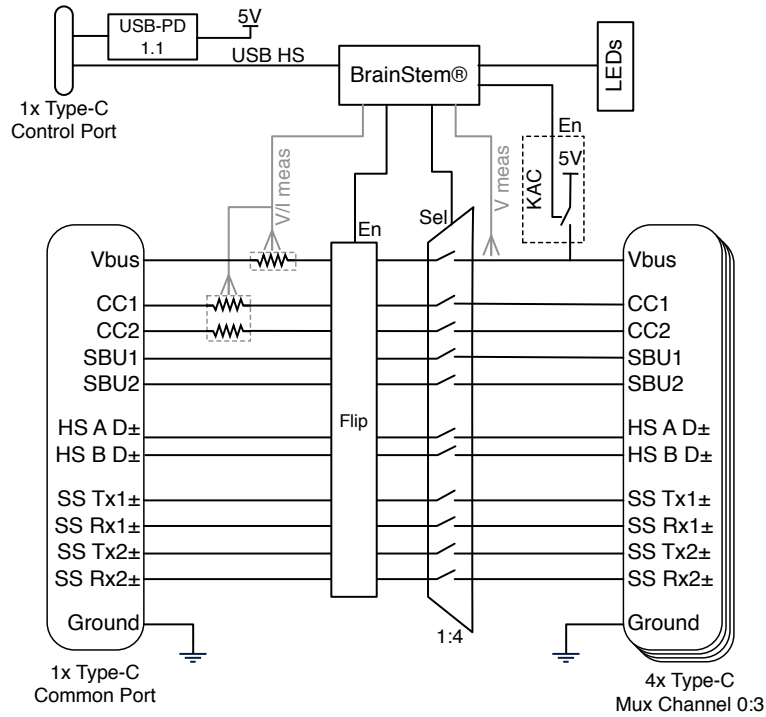 USB-PD
1.1
5V
USB HS
BrainStem®
LEDs
1x Type-C
Control Port
V/I meas
V meas
En
5V
KAC
Sel
En
Vbus
Vbus
CC1
CC1
CC2
CC2
SBU1
SBU1
SBU2
SBU2
Flip
HS A D±
HS A D±
HS B D±
HS B D±
SS Tx1±
SS Tx1±
SS Rx1±
SS Rx1±
SS Tx2±
SS Tx2±
SS Rx2±
SS Rx2±
Ground
Ground
1:4
1x Type-C
Common Port
4x Type-C
Mux Channel 0:3